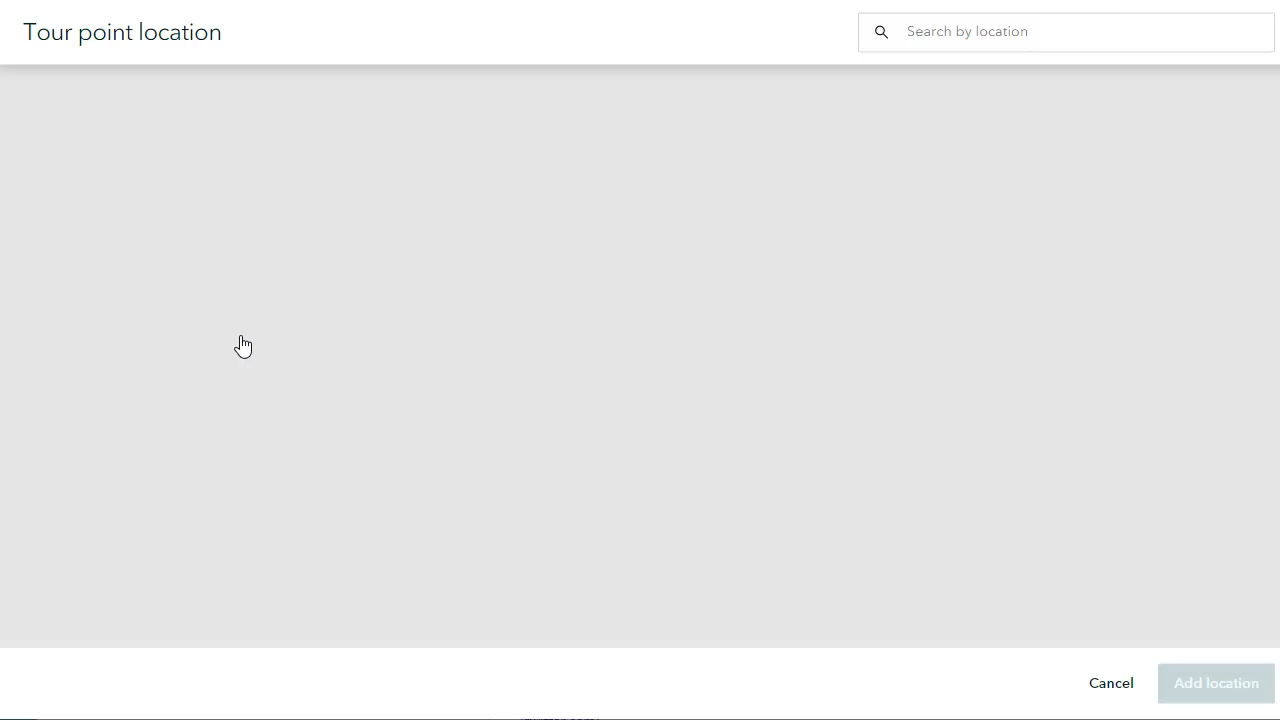 Tour point location
Search by location
Cancel
Add location